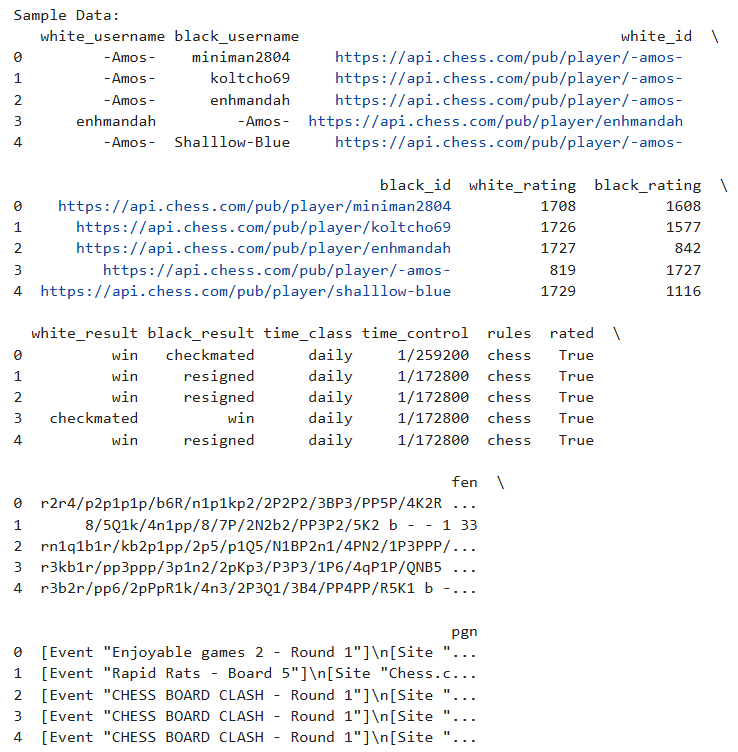 Sample Data:
white_username black_username white_id \
0 -Amos- miniman2804 https://api.chess.com/pub/player/-amos-
1 -Amos- koltcho69 https://api.chess.com/pub/player/-amos-
2 -Amos- enhmandah https://api.chess.com/pub/player/-amos-
3 enhmandah -Amos- https://api.chess.com/pub/player/enhmandah
4 -Amos- Shalllow-Blue https://api.chess.com/pub/player/-amos-
black_id white_rating black_rating \
0 https://api.chess.com/pub/player/miniman2804 1708 1608
1 https://api.chess.com/pub/player/koltcho69 1726 1577
2 https://api.chess.com/pub/player/enhmandah 1727 842
3 https://api.chess.com/pub/player/-amos- 819 1727
4 https://api.chess.com/pub/player/shalllow-blue 1729 1116
white_result black_result time_class time_control rules rated \
0 win checkmated daily 1/259200 chess True
1 win resigned daily 1/172800 chess True
2 win resigned daily 1/172800 chess True
3 checkmated win daily 1/172800 chess True
4 win resigned daily 1/172800 chess True
fen \
0 r2r4/p2p1p1p/b6R/n1p1kp2/2P2P2/3BP3/PP5P/4K2R ...
1 8/5Q1k/4n1pp/8/7P/2N2b2/PP3P2/5K2 b - - 1 33
2 rn1q1b1r/kb2p1pp/2p5/p1Q5/N1BP2n1/4PN2/1P3PPP/...
3 r3kb1r/pp3ppp/3p1n2/2pKp3/P3P3/1P6/4qP1P/QNB5 ...
4 r3b2r/pp6/2pPpR1k/4n3/2P3Q1/3B4/PP4PP/R5K1 b -...
pgn
0 [Event "Enjoyable games 2 - Round 1"]\n[Site "...
1 [Event "Rapid Rats - Board 5"]\n[Site "Chess.c...
2 [Event "CHESS BOARD CLASH - Round 1"]\n[Site "...
3 [Event "CHESS BOARD CLASH - Round 1"]\n[Site "...
4 [Event "CHESS BOARD CLASH - Round 1"]\n[Site "...